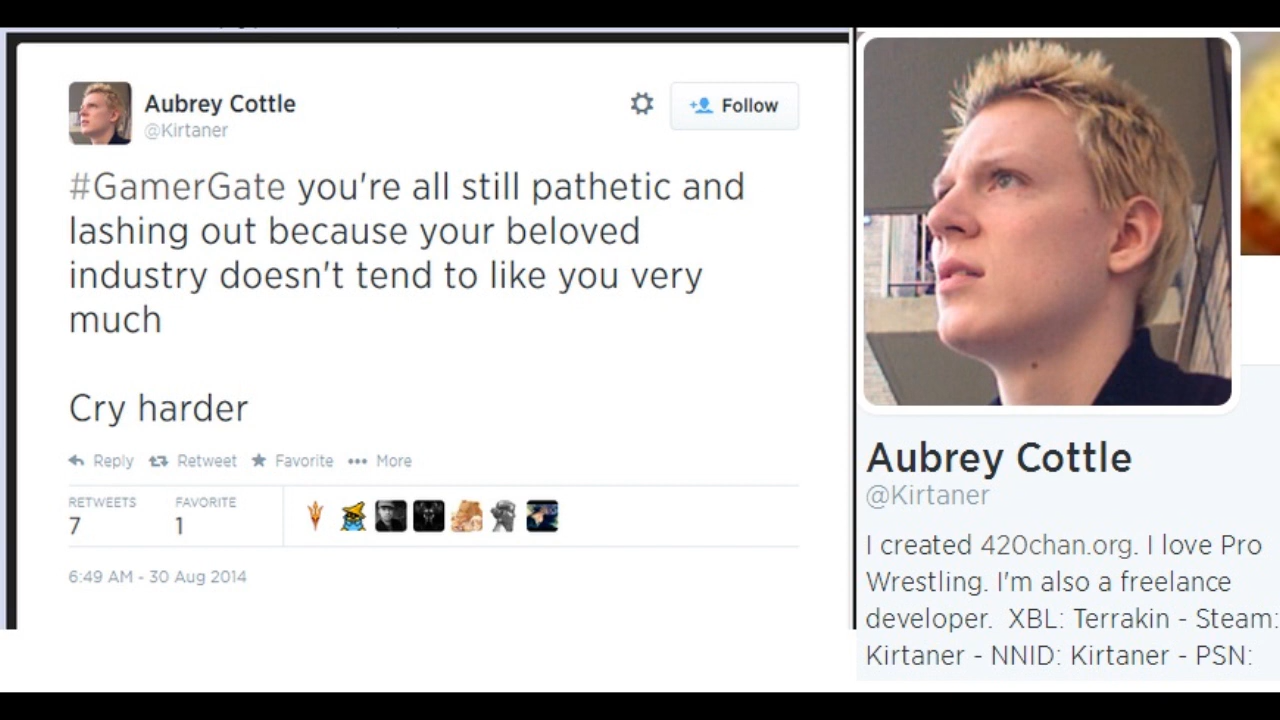 Aubrey Cottle
@Kirtaner
Follow
#GamerGate you're all still pathetic and
lashing out because your beloved
industry doesn't tend to like you very
much
Cry harder
Reply Retweet Favorite More
RETWEETS FAVORITE
7 1
6:49 AM - 30 Aug 2014
Aubrey Cottle
@Kirtaner
I created 420chan.org. I love Pro
Wrestling. I'm also a freelance
developer. XBL: Terrakin - Steam:
Kirtaner - NNID: Kirtaner - PSN: